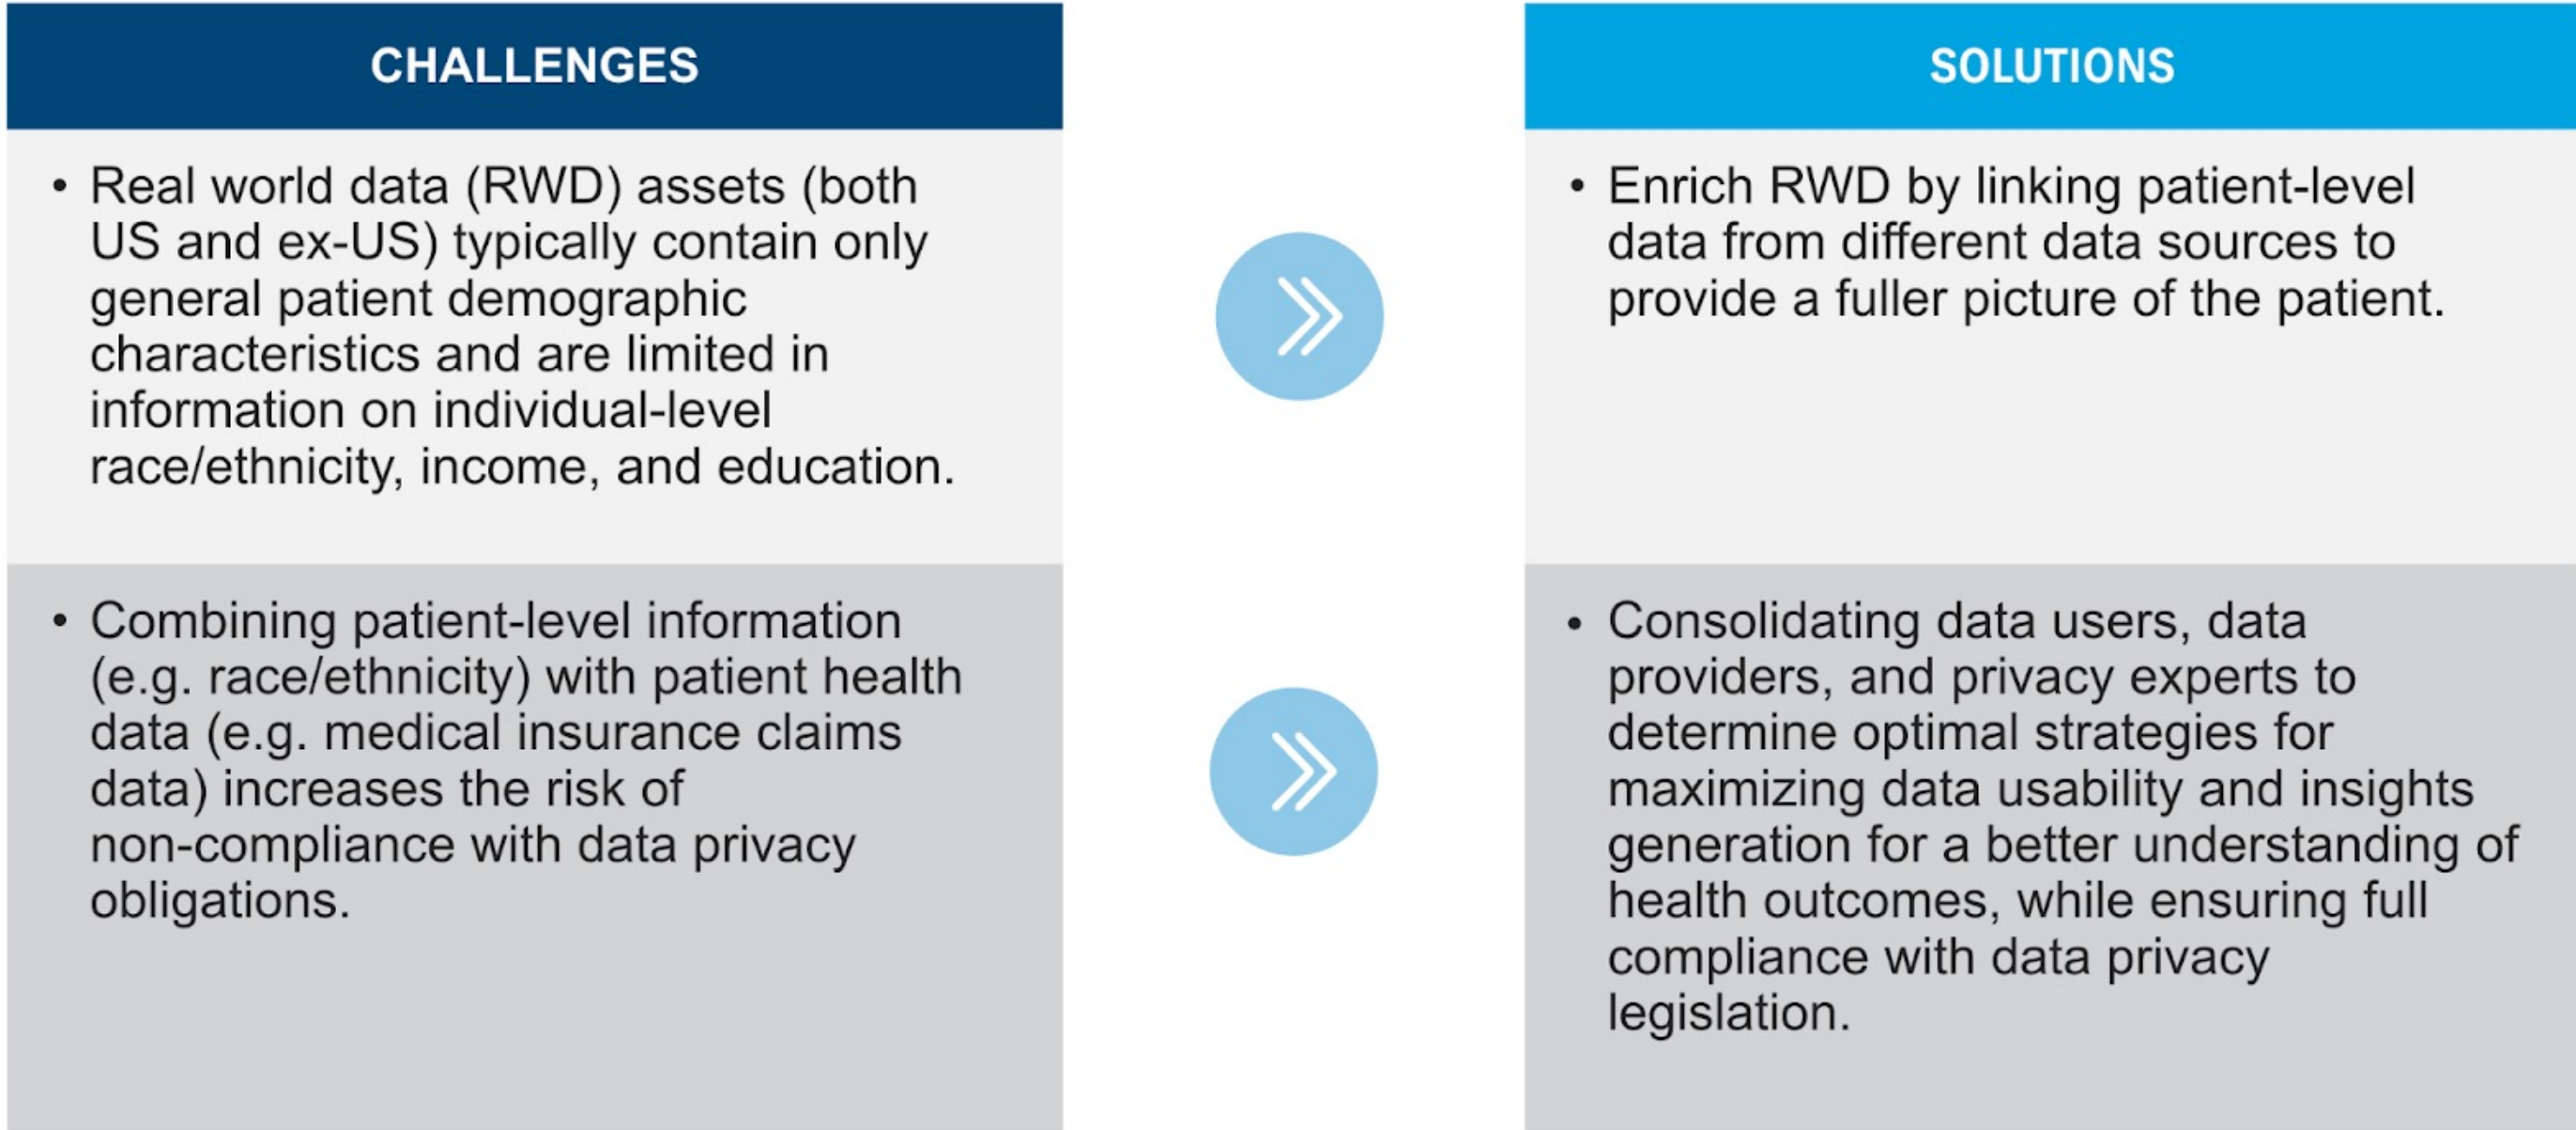 CHALLENGES
SOLUTIONS
• Real world data (RWD) assets (both
US and ex-US) typically contain only
general patient demographic
characteristics and are limited in
information on individual-level
race/ethnicity, income, and education.
• Enrich RWD by linking patient-level
data from different data sources to
provide a fuller picture of the patient.
• Combining patient-level information
(e.g. race/ethnicity) with patient health
data (e.g. medical insurance claims
data) increases the risk of
non-compliance with data privacy
obligations.
• Consolidating data users, data
providers, and privacy experts to
determine optimal strategies for
maximizing data usability and insights
generation for a better understanding of
health outcomes, while ensuring full
compliance with data privacy
legislation.